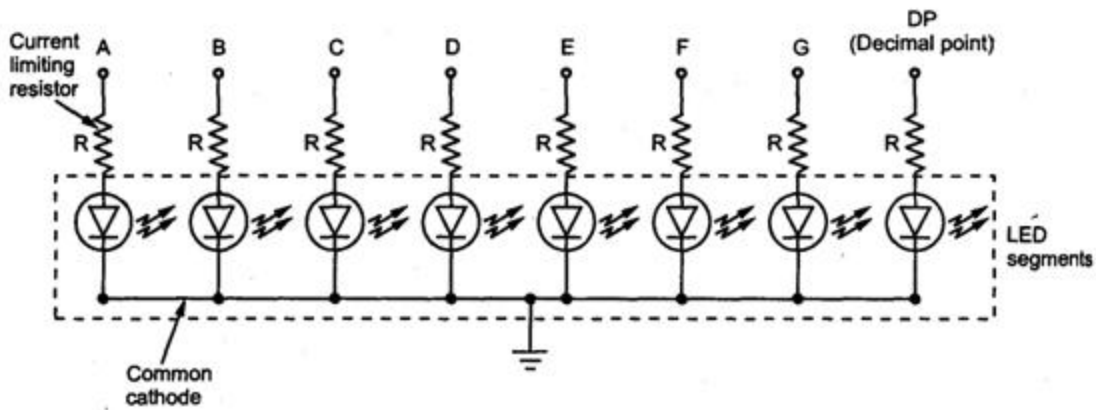 Current
limiting
resistor
A
B
C
D
E
F
G
DP
(Decimal point)
R
R
R
R
R
R
R
R
LED
segments
Common
cathode